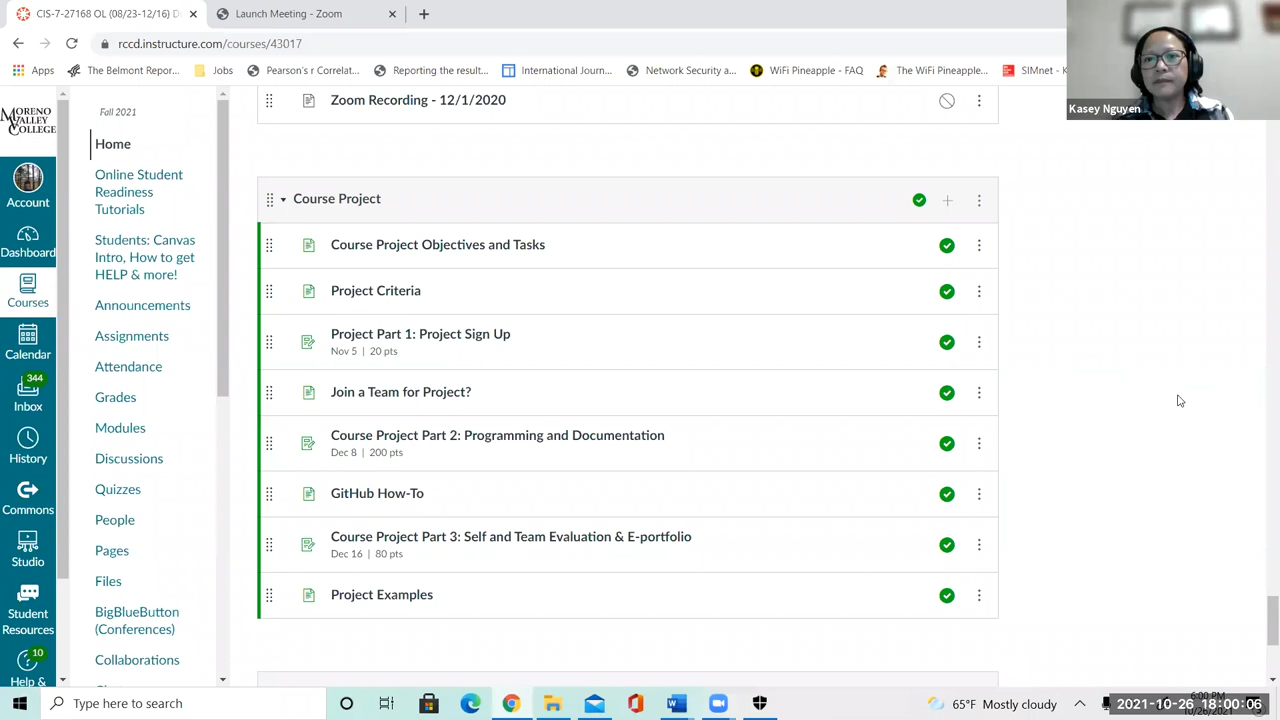 CIS-7-27168 OL (08/23-12/16) D
Launch Meeting - Zoom
rccd.instructure.com/courses/43017
Apps
The Belmont Repor...
Jobs
Pearson's r Correlat...
Reporting the result...
International Journ...
Network Security a...
WiFi Pineapple - FAQ
The WiFi Pineapple...
SIMnet - K
Kasey Nguyen
MORENO
VALLEY
COLLEGE
Account
Dashboard
Courses
Calendar
344
Inbox
History
Commons
Studio
Student
Resources
10
Help &
Fall 2021
Home
Online Student
Readiness
Tutorials
Students: Canvas
Intro, How to get
HELP & more!
Announcements
Assignments
Attendance
Grades
Modules
Discussions
Quizzes
People
Pages
Files
BigBlueButton
(Conferences)
Collaborations
Zoom Recording - 12/1/2020
Course Project
Course Project Objectives and Tasks
Project Criteria
Project Part 1: Project Sign Up
Nov 5 | 20 pts
Join a Team for Project?
Course Project Part 2: Programming and Documentation
Dec 8 | 200 pts
GitHub How-To
Course Project Part 3: Self and Team Evaluation & E-portfolio
Dec 16 | 80 pts
Project Examples
Type here to search
65°F Mostly cloudy
6:00 PM
10/26/2021
2021-10-26 18:00:06